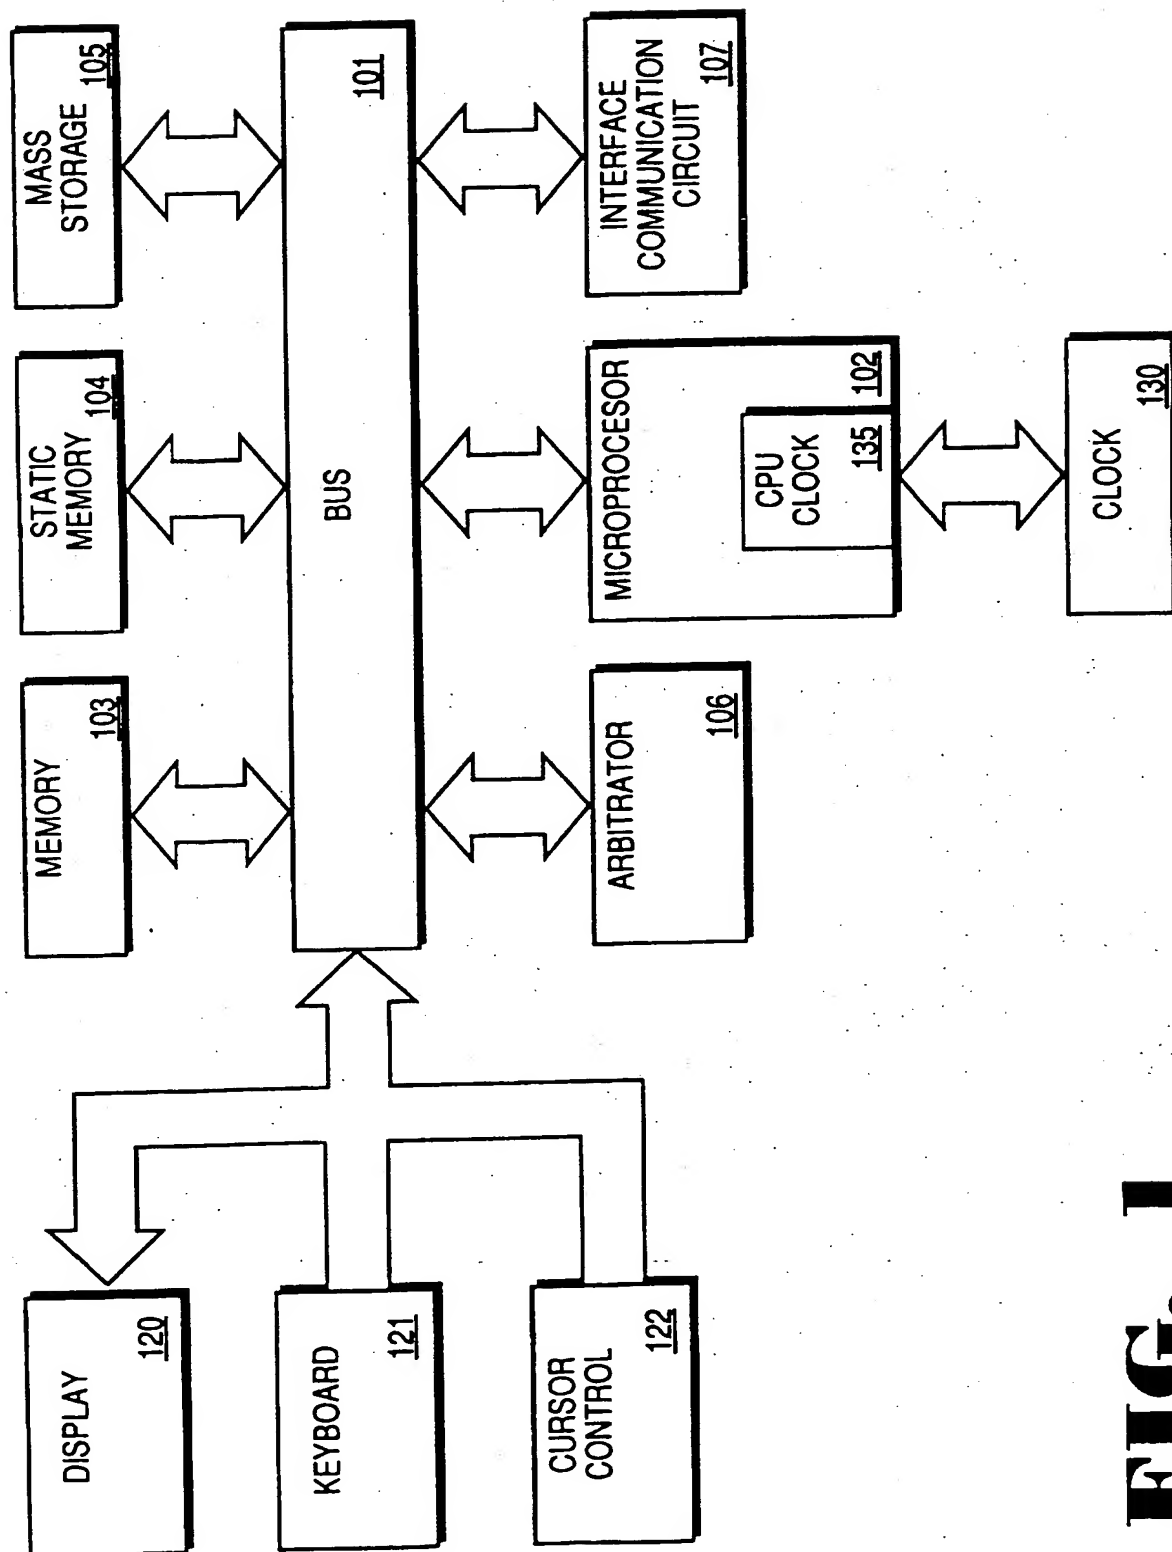 DISPLAY
120
KEYBOARD
121
CURSOR
CONTROL
122
MEMORY
103
STATIC
MEMORY
104
MASS
STORAGE
105
BUS
101
ARBITRATOR
106
MICROPROCESOR
102
CPU
CLOCK
135
INTERFACE
COMMUNICATION
CIRCUIT
107
CLOCK
130
FIG. 1